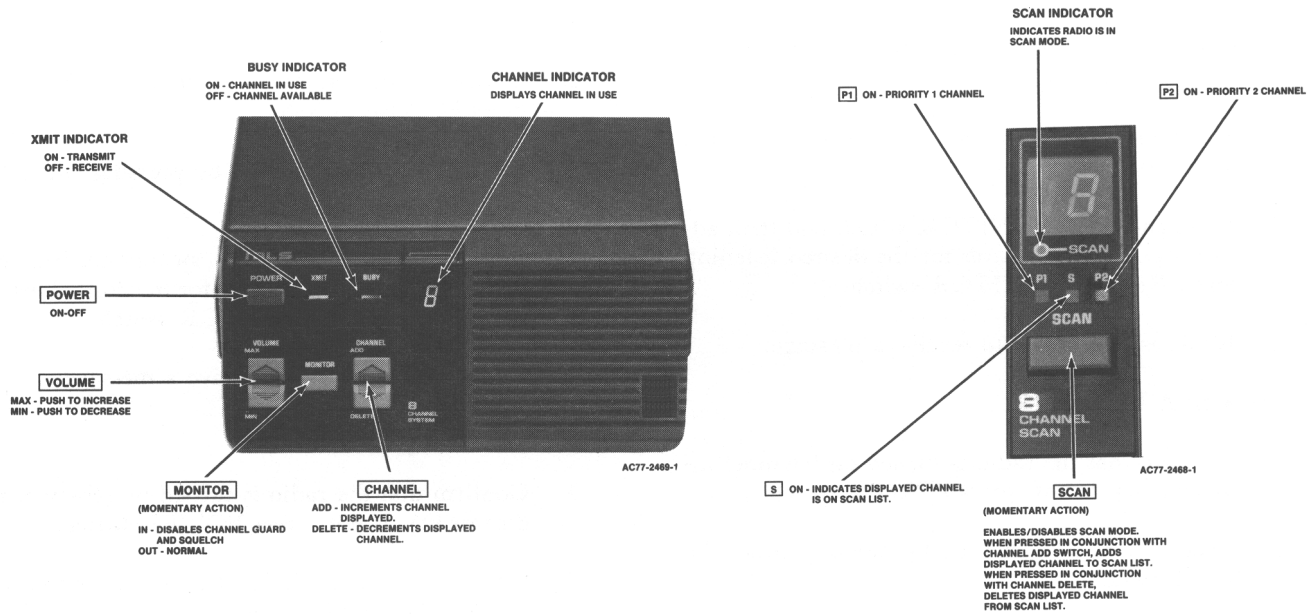 BUSY INDICATOR
ON - CHANNEL IN USE
OFF - CHANNEL AVAILABLE
CHANNEL INDICATOR
DISPLAYS CHANNEL IN USE
XMIT INDICATOR
ON - TRANSMIT
OFF - RECEIVE
POWER
ON-OFF
VOLUME
MAX - PUSH TO INCREASE
MIN - PUSH TO DECREASE
POWER
XMIT
BUSY
8
VOLUME
MAX
MIN
MONITOR
CHANNEL
ADD
DELETE
8
CHANNEL
SYSTEM
AC77-2469-1
MONITOR
(MOMENTARY ACTION)
IN - DISABLES CHANNEL GUARD
AND SQUELCH
OUT - NORMAL
CHANNEL
ADD - INCREMENTS CHANNEL
DISPLAYED.
DELETE - DECREMENTS DISPLAYED
CHANNEL.
SCAN INDICATOR
INDICATES RADIO IS IN
SCAN MODE.
P1 ON - PRIORITY 1 CHANNEL
P2 ON - PRIORITY 2 CHANNEL
8
SCAN
P1 S P2
SCAN
8
CHANNEL
SCAN
AC77-2468-1
S ON - INDICATES DISPLAYED CHANNEL
IS ON SCAN LIST.
SCAN
(MOMENTARY ACTION)
ENABLES/DISABLES SCAN MODE.
WHEN PRESSED IN CONJUNCTION WITH
CHANNEL ADD SWITCH, ADDS
DISPLAYED CHANNEL TO SCAN LIST.
WHEN PRESSED IN CONJUNCTION
WITH CHANNEL DELETE,
DELETES DISPLAYED CHANNEL
FROM SCAN LIST.